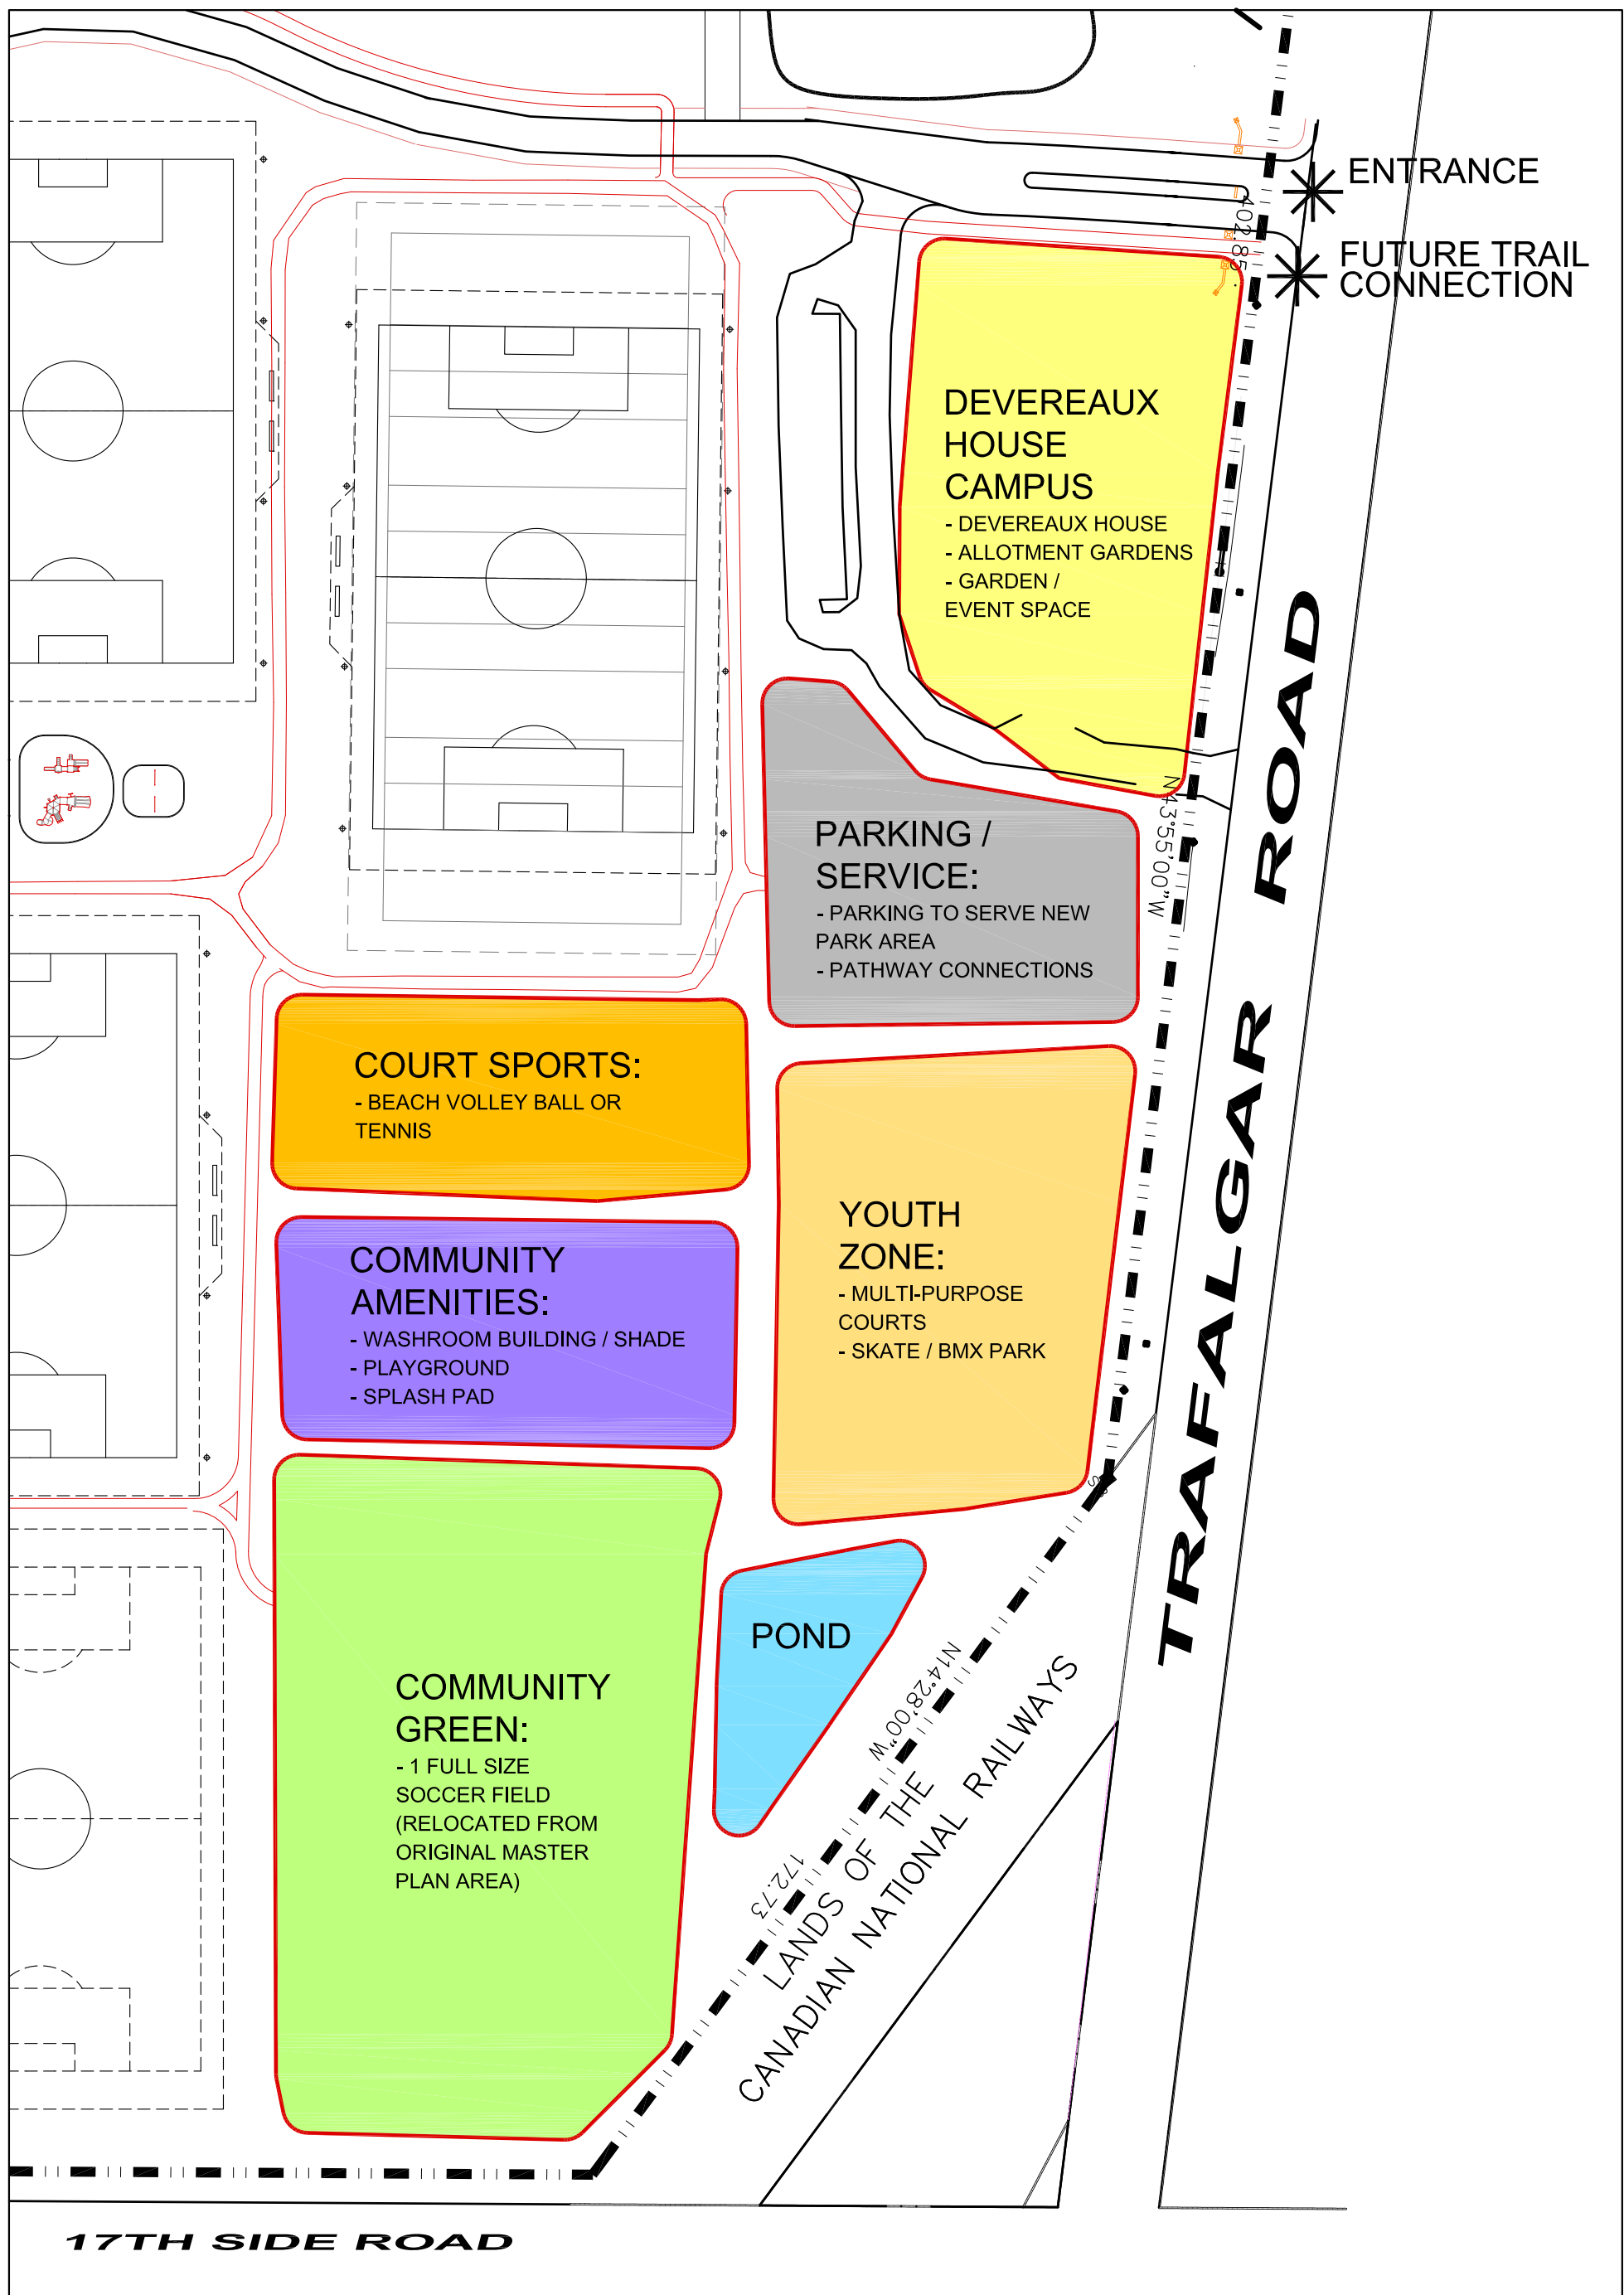 ENTRANCE
FUTURE TRAIL
CONNECTION
402.85
DEVEREAUX
HOUSE
CAMPUS
- DEVEREAUX HOUSE
- ALLOTMENT GARDENS
- GARDEN /
EVENT SPACE
PARKING /
SERVICE:
- PARKING TO SERVE NEW
PARK AREA
- PATHWAY CONNECTIONS
N43°55'00"W
TRAFALGAR ROAD
COURT SPORTS:
- BEACH VOLLEY BALL OR
TENNIS
YOUTH
ZONE:
- MULTI-PURPOSE
COURTS
- SKATE / BMX PARK
COMMUNITY
AMENITIES:
- WASHROOM BUILDING / SHADE
- PLAYGROUND
- SPLASH PAD
POND
COMMUNITY
GREEN:
- 1 FULL SIZE
SOCCER FIELD
(RELOCATED FROM
ORIGINAL MASTER
PLAN AREA)
N14°28'00"W
172.73
LANDS OF THE
CANADIAN NATIONAL RAILWAYS
17TH SIDE ROAD